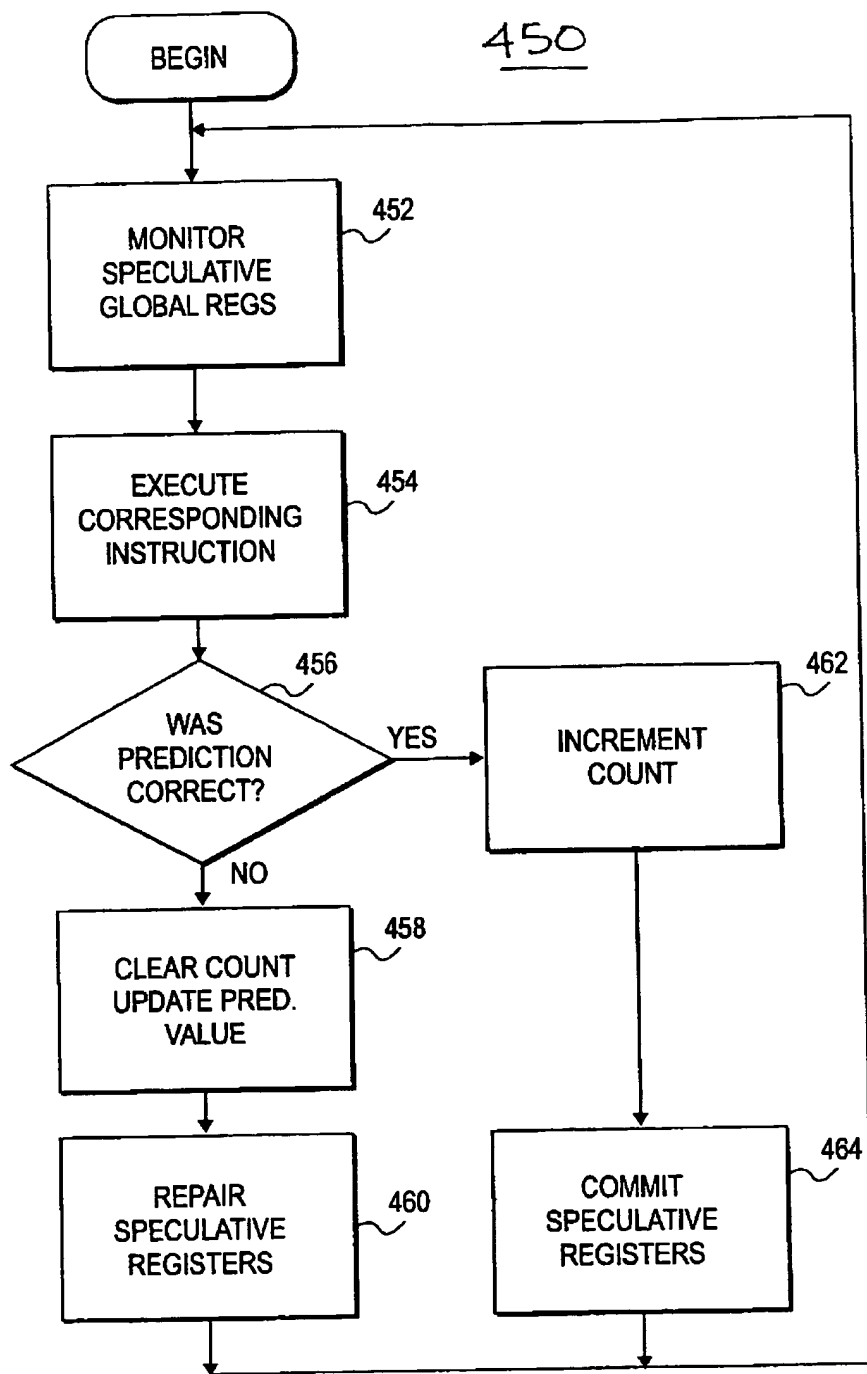 450
BEGIN
452
MONITOR
SPECULATIVE
GLOBAL REGS
454
EXECUTE
CORRESPONDING
INSTRUCTION
456
WAS
PREDICTION
CORRECT?
YES
462
INCREMENT
COUNT
NO
458
CLEAR COUNT
UPDATE PRED.
VALUE
460
REPAIR
SPECULATIVE
REGISTERS
464
COMMIT
SPECULATIVE
REGISTERS